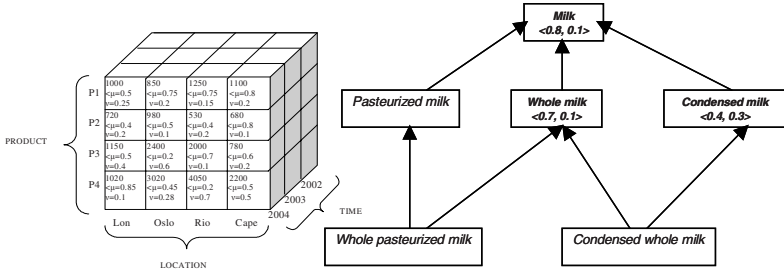 Milk
<0.8, 0.1>
Pasteurized milk
Whole milk
<0.7, 0.1>
Condensed milk
<0.4, 0.3>
Whole pasteurized milk
Condensed whole milk
PRODUCT
P1
1000 850 1250 1100
<μ=0.5 <μ=0.75 <μ=0.75 <μ=0.8
v=0.25 v=0.2 v=0.15 v=0.2
P2
720 980 530 680
<μ=0.4 <μ=0.5 <μ=0.4 <μ=0.8
v=0.2 v=0.1 v=0.2 v=0.1
P3
1150 2400 2000 780
<μ=0.5 <μ=0.2 <μ=0.7 <μ=0.6
v=0.4 v=0.6 v=0.1 v=0.2
P4
1020 3020 4050 2200
<μ=0.85 <μ=0.45 <μ=0.2 <μ=0.5
v=0.1 v=0.28 v=0.7 v=0.5
Lon Oslo Rio Cape
LOCATION
2004 2003 2002
TIME